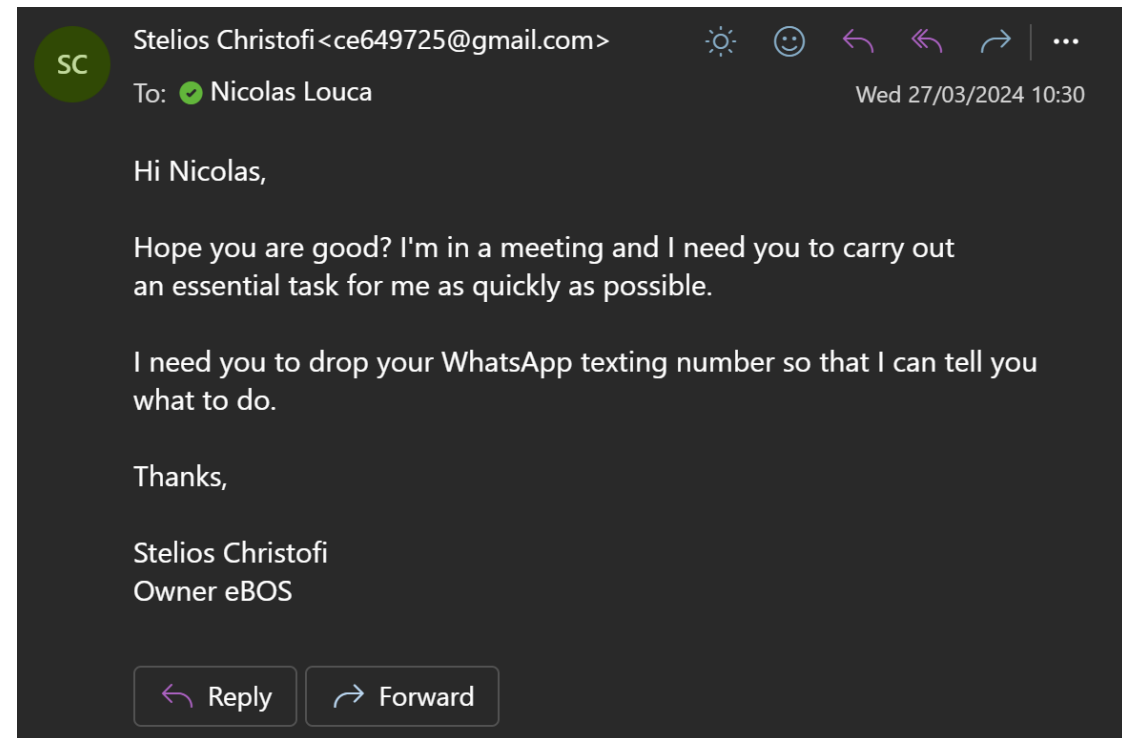 SC
Stelios Christofi<ce649725@gmail.com>
To: Nicolas Louca
Wed 27/03/2024 10:30
Hi Nicolas,
Hope you are good? I'm in a meeting and I need you to carry out
an essential task for me as quickly as possible.
I need you to drop your WhatsApp texting number so that I can tell you
what to do.
Thanks,
Stelios Christofi
Owner eBOS
Reply
Forward